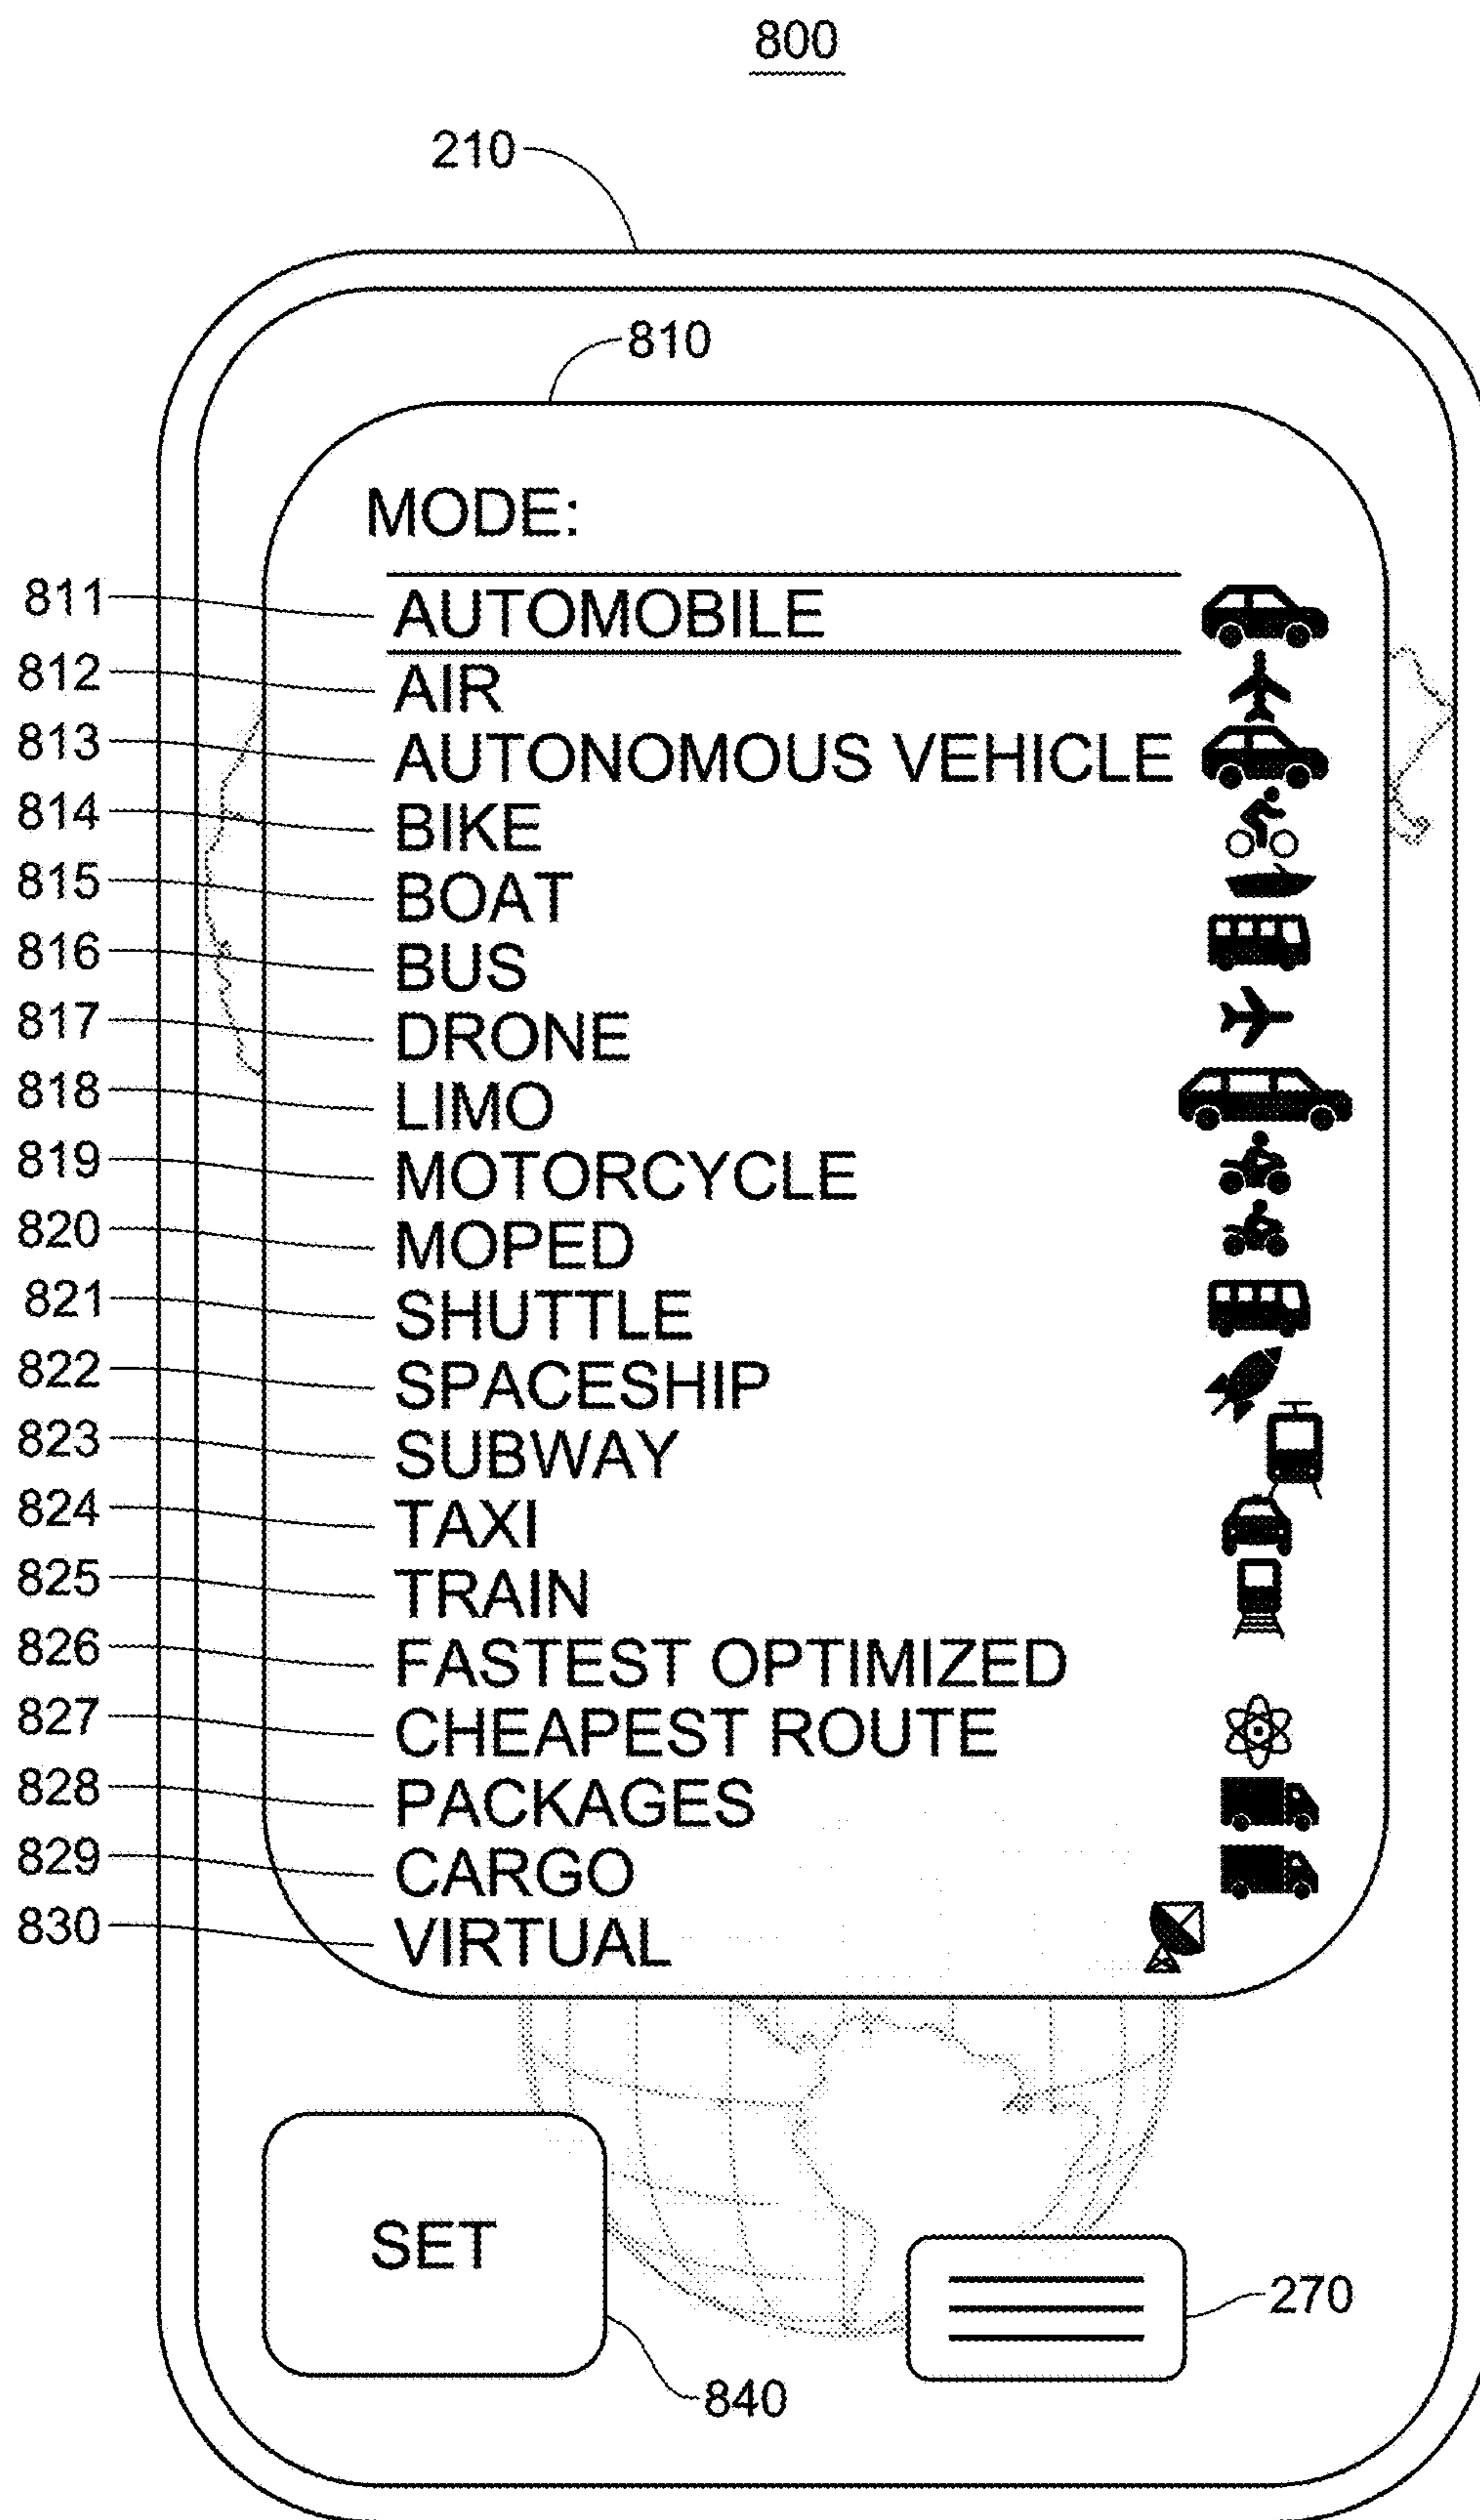 800
210
810
MODE:
811 AUTOMOBILE
812 AIR
813 AUTONOMOUS VEHICLE
814 BIKE
815 BOAT
816 BUS
817 DRONE
818 LIMO
819 MOTORCYCLE
820 MOPED
821 SHUTTLE
822 SPACESHIP
823 SUBWAY
824 TAXI
825 TRAIN
826 FASTEST OPTIMIZED
827 CHEAPEST ROUTE
828 PACKAGES
829 CARGO
830 VIRTUAL
SET
270
840